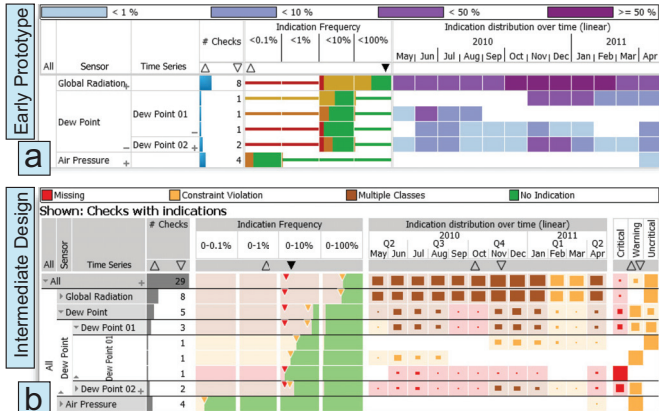 Early Prototype
a
< 1 %
< 10 %
< 50 %
>= 50 %
Indication Frequency
Indication distribution over time (linear)
# Checks
<0.1% <1% <10% <100%
2010 2011
All Sensor Time Series
May Jun Jul Aug Sep Oct Nov Dec Jan Feb Mar Apr
Global Radiation+ 8
Dew Point
Dew Point 01
1
1
1
Dew Point 02 + 2
Air Pressure + 4
Intermediate Design
b
Missing
Constraint Violation
Multiple Classes
No Indication
Shown: Checks with indications
All Sensor Time Series
# Checks
Indication Frequency
0-0.1% 0-1% 0-10% 0-100%
Indication distribution over time (linear)
2010 2011
Q2 Q3 Q4 Q1 Q2
May Jun Jul Aug Sep Oct Nov Dec Jan Feb Mar Apr
Critical Warning Uncritical
All + 29
Global Radiation 8
Dew Point 5
Dew Point 01 3
All
Dew Point
Dew Point 01
1
1
1
Dew Point 02 + 2
Air Pressure 4